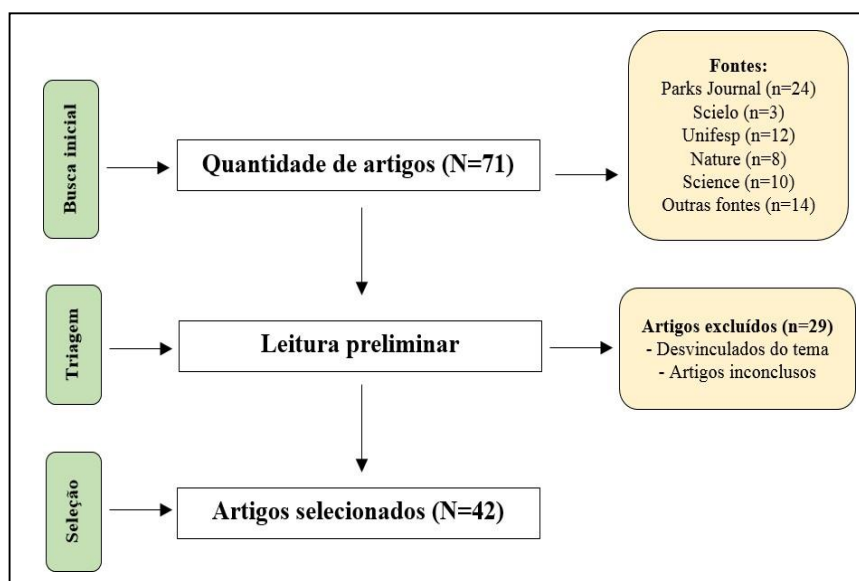 Busca inicial
Quantidade de artigos (N=71)
Fontes:
Parks Journal (n=24)
Scielo (n=3)
Unifesp (n=12)
Nature (n=8)
Science (n=10)
Outras fontes (n=14)
Triagem
Leitura preliminar
Artigos excluídos (n=29)
- Desvinculados do tema
- Artigos inconclusos
Seleção
Artigos selecionados (N=42)